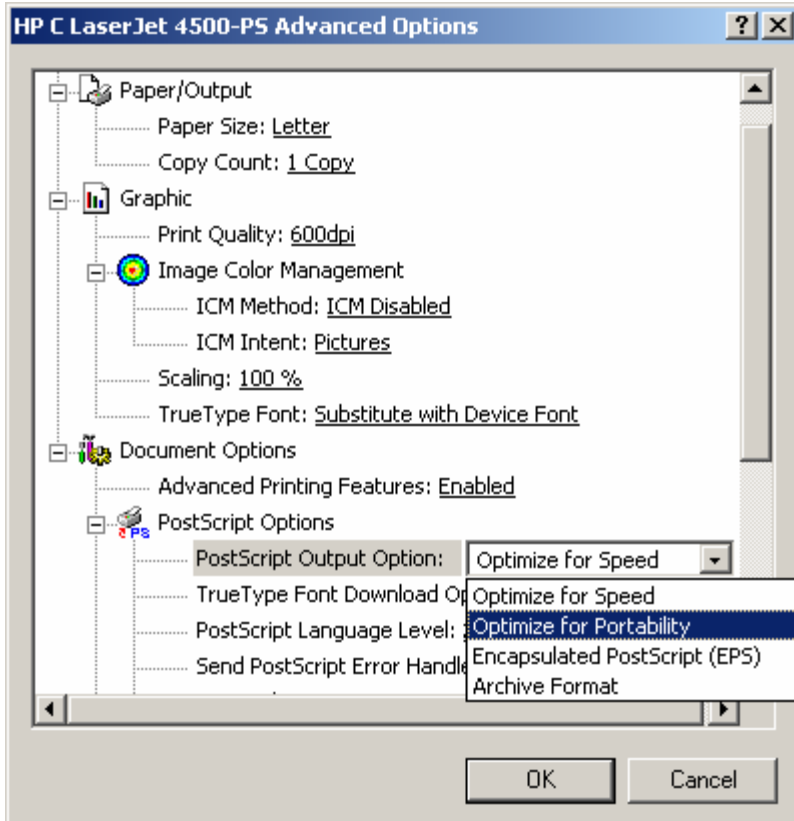 HP C LaserJet 4500-PS Advanced Options
Paper/Output
Paper Size: Letter
Copy Count: 1 Copy
Graphic
Print Quality: 600dpi
Image Color Management
ICM Method: ICM Disabled
ICM Intent: Pictures
Scaling: 100 %
TrueType Font: Substitute with Device Font
Document Options
Advanced Printing Features: Enabled
PS PostScript Options
PostScript Output Option: Optimize for Speed
TrueType Font Download Op
Optimize for Speed
PostScript Language Level:
Optimize for Portability
Send PostScript Error Handle
Encapsulated PostScript (EPS)
Archive Format
OK Cancel